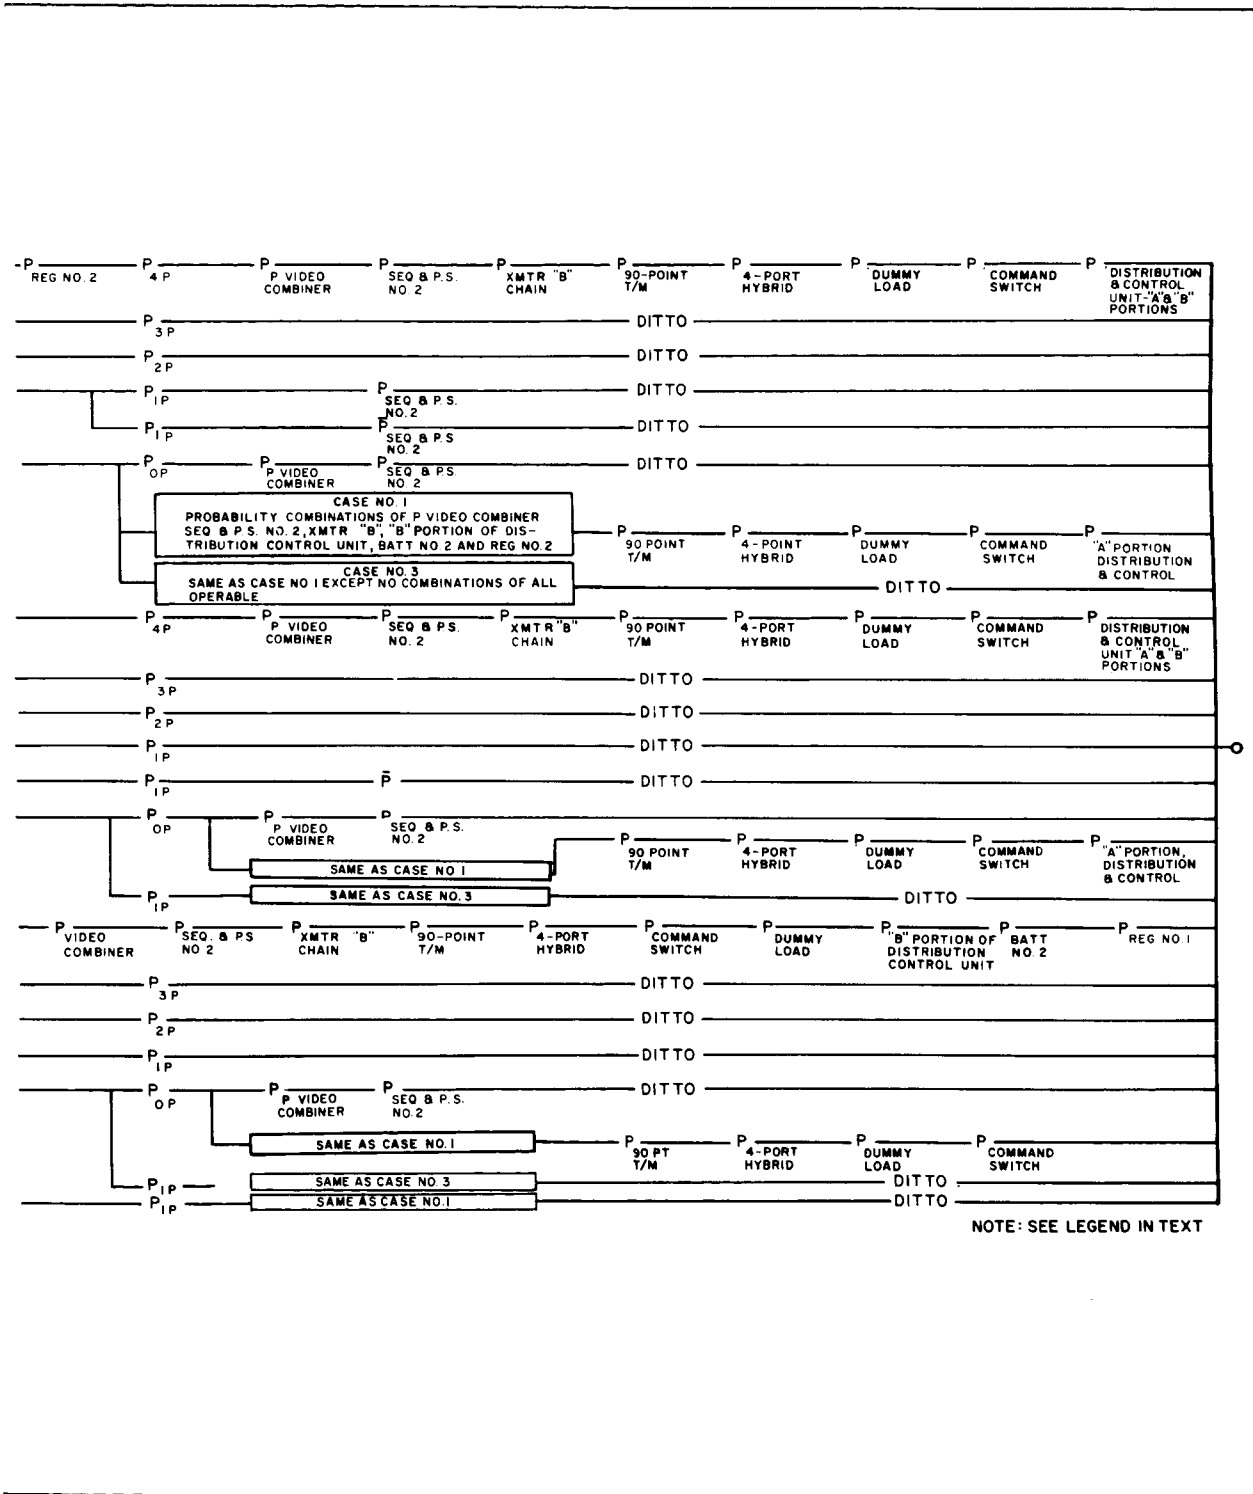 -P REG NO. 2 P 4P P P VIDEO COMBINER P SEQ & P.S. NO. 2 P XMTR "B" CHAIN P 90-POINT T/M P 4-PORT HYBRID P DUMMY LOAD P COMMAND SWITCH P DISTRIBUTION & CONTROL UNIT-"A"&"B" PORTIONS
P 3P DITTO
P 2P DITTO
P 1P P SEQ & P.S. NO. 2 DITTO
P 1P P̄ SEQ & P.S NO. 2 DITTO
P OP P P VIDEO COMBINER P SEQ & P.S. NO. 2 DITTO
CASE NO. 1
PROBABILITY COMBINATIONS OF P VIDEO COMBINER
SEQ & P.S. NO. 2, XMTR "B", "B" PORTION OF DIS-
TRIBUTION CONTROL UNIT, BATT NO. 2 AND REG NO. 2
P 90 POINT T/M P 4-POINT HYBRID P DUMMY LOAD P COMMAND SWITCH P "A" PORTION DISTRIBUTION & CONTROL
CASE NO. 3
SAME AS CASE NO 1 EXCEPT NO COMBINATIONS OF ALL
OPERABLE
DITTO
P 4P P P VIDEO COMBINER P SEQ & P.S. NO. 2 P XMTR "B" CHAIN P 90 POINT T/M P 4-PORT HYBRID P DUMMY LOAD P COMMAND SWITCH P DISTRIBUTION & CONTROL UNIT "A" & "B" PORTIONS
P 3P DITTO
P 2P DITTO
P 1P DITTO
P 1P P̄ DITTO
P OP P P VIDEO COMBINER P SEQ & P.S. NO. 2
P 90 POINT T/M P 4-PORT HYBRID P DUMMY LOAD P COMMAND SWITCH P "A" PORTION, DISTRIBUTION & CONTROL
SAME AS CASE NO 1
P 1P SAME AS CASE NO. 3 DITTO
P VIDEO COMBINER P SEQ. & P.S NO 2 P XMTR "B" CHAIN P 90-POINT T/M P 4-PORT HYBRID P COMMAND SWITCH P DUMMY LOAD P "B" PORTION OF DISTRIBUTION CONTROL UNIT P BATT NO. 2 P REG NO. 1
P 3P DITTO
P 2P DITTO
P 1P DITTO
P OP P P VIDEO COMBINER P SEQ & P.S. NO. 2 DITTO
SAME AS CASE NO. 1 P 90 PT T/M P 4-PORT HYBRID P DUMMY LOAD P COMMAND SWITCH
P 1P SAME AS CASE NO. 3 DITTO
P 1P SAME AS CASE NO. 1 DITTO
NOTE: SEE LEGEND IN TEXT